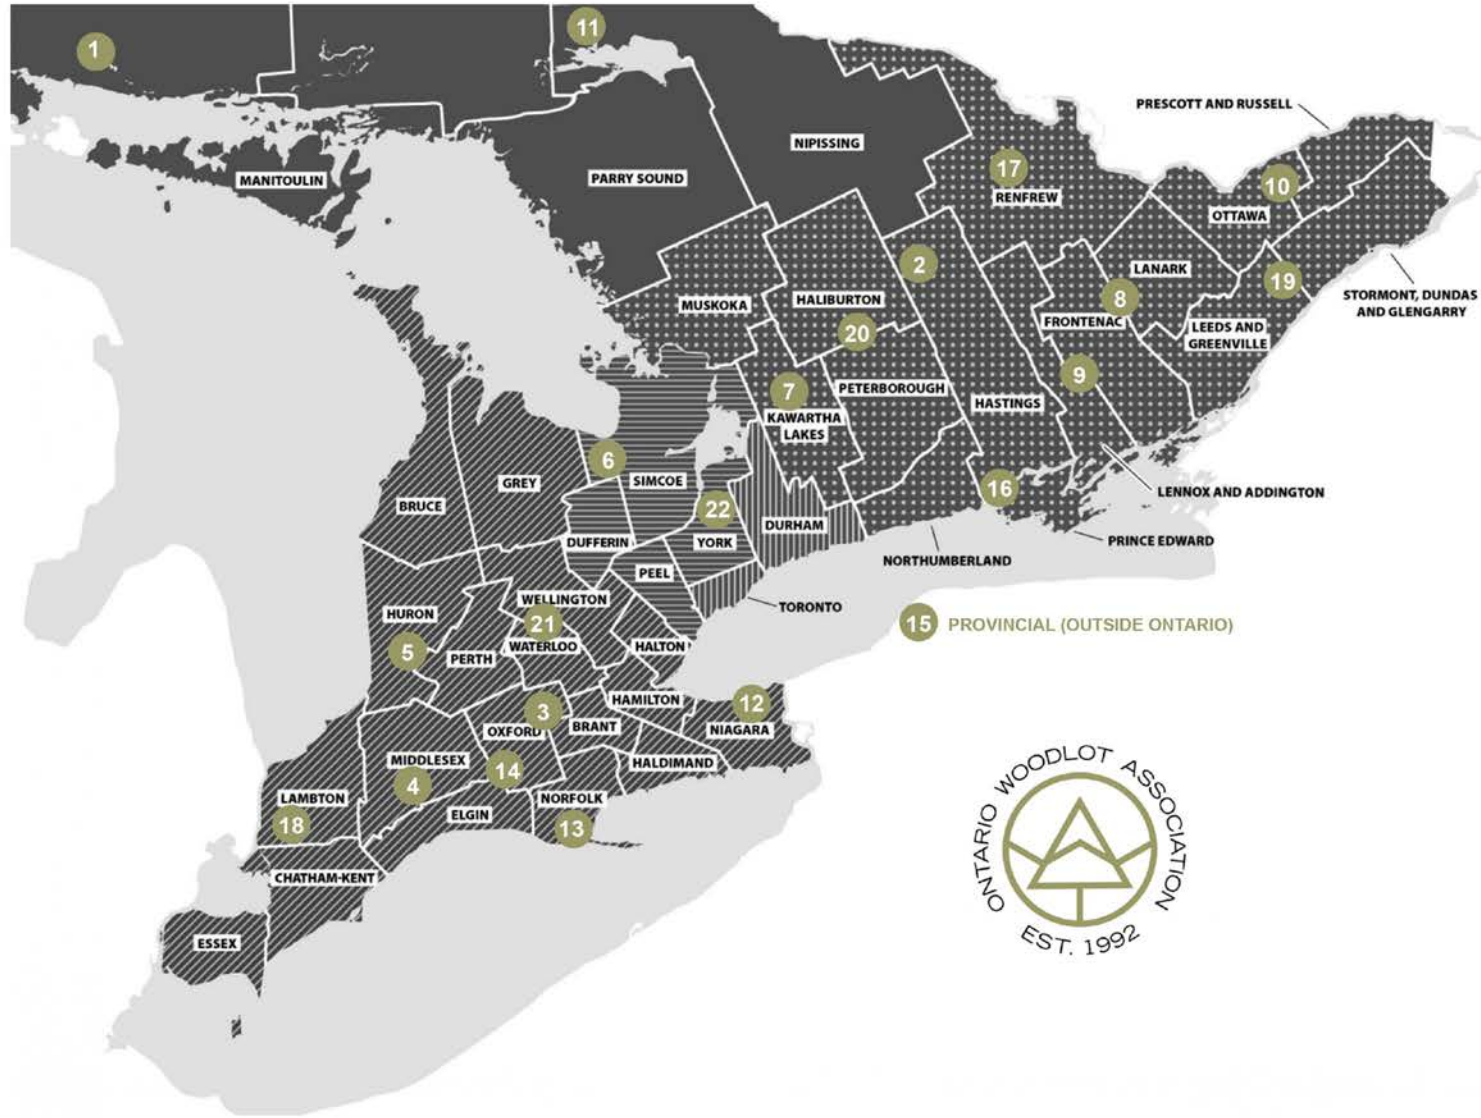 1
11
PRESCOTT AND RUSSELL
NIPISSING
17
RENFREW
MANITOULIN
PARRY SOUND
10
OTTAWA
2
LANARK
19
8
STORMONT, DUNDAS
AND GLENGARRY
MUSKOKA
HALIBURTON
20
FRONTENAC
LEEDS AND
GREENVILLE
9
7
PETERBOROUGH
KAWARTHA
LAKES
HASTINGS
6
GREY
SIMCOE
16
LENNOX AND ADDINGTON
BRUCE
22
DURHAM
DUFFERIN
YORK
PRINCE EDWARD
NORTHUMBERLAND
PEEL
WELLINGTON
TORONTO
HURON
21
15 PROVINCIAL (OUTSIDE ONTARIO)
5
PERTH
WATERLOO
HALTON
HAMILTON
3
12
OXFORD
BRANT
NIAGARA
MIDDLESEX
14
HALDIMAND
4
LAMBTON
NORFOLK
18
ELGIN
13
CHATHAM-KENT
ESSEX
ONTARIO WOODLOT ASSOCIATION
EST. 1992